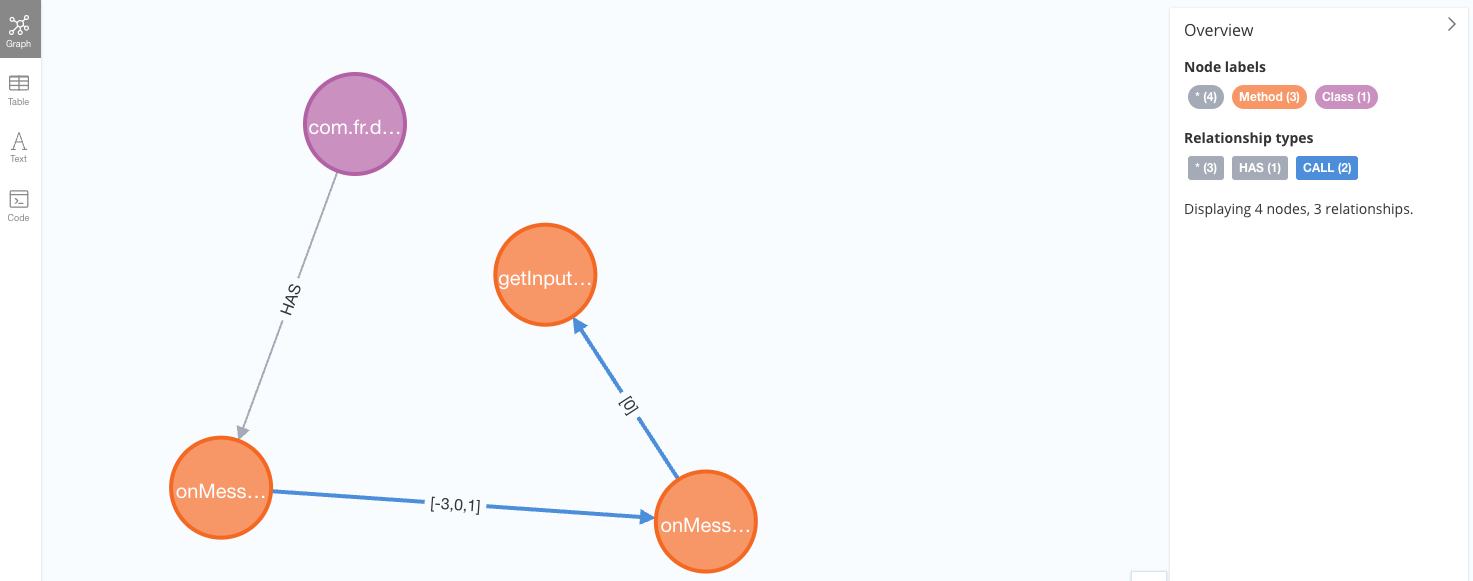 Graph
Table
Text
Code
com.fr.d...
HAS
getInput...
[0]
onMess...
[-3,0,1]
onMess...
Overview
Node labels
* (4) Method (3) Class (1)
Relationship types
* (3) HAS (1) CALL (2)
Displaying 4 nodes, 3 relationships.